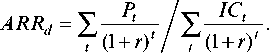 ARR_d = \sum_t \frac{P_t}{(1+r)^t} \Big/ \sum_t \frac{IC_t}{(1+r)^t}.